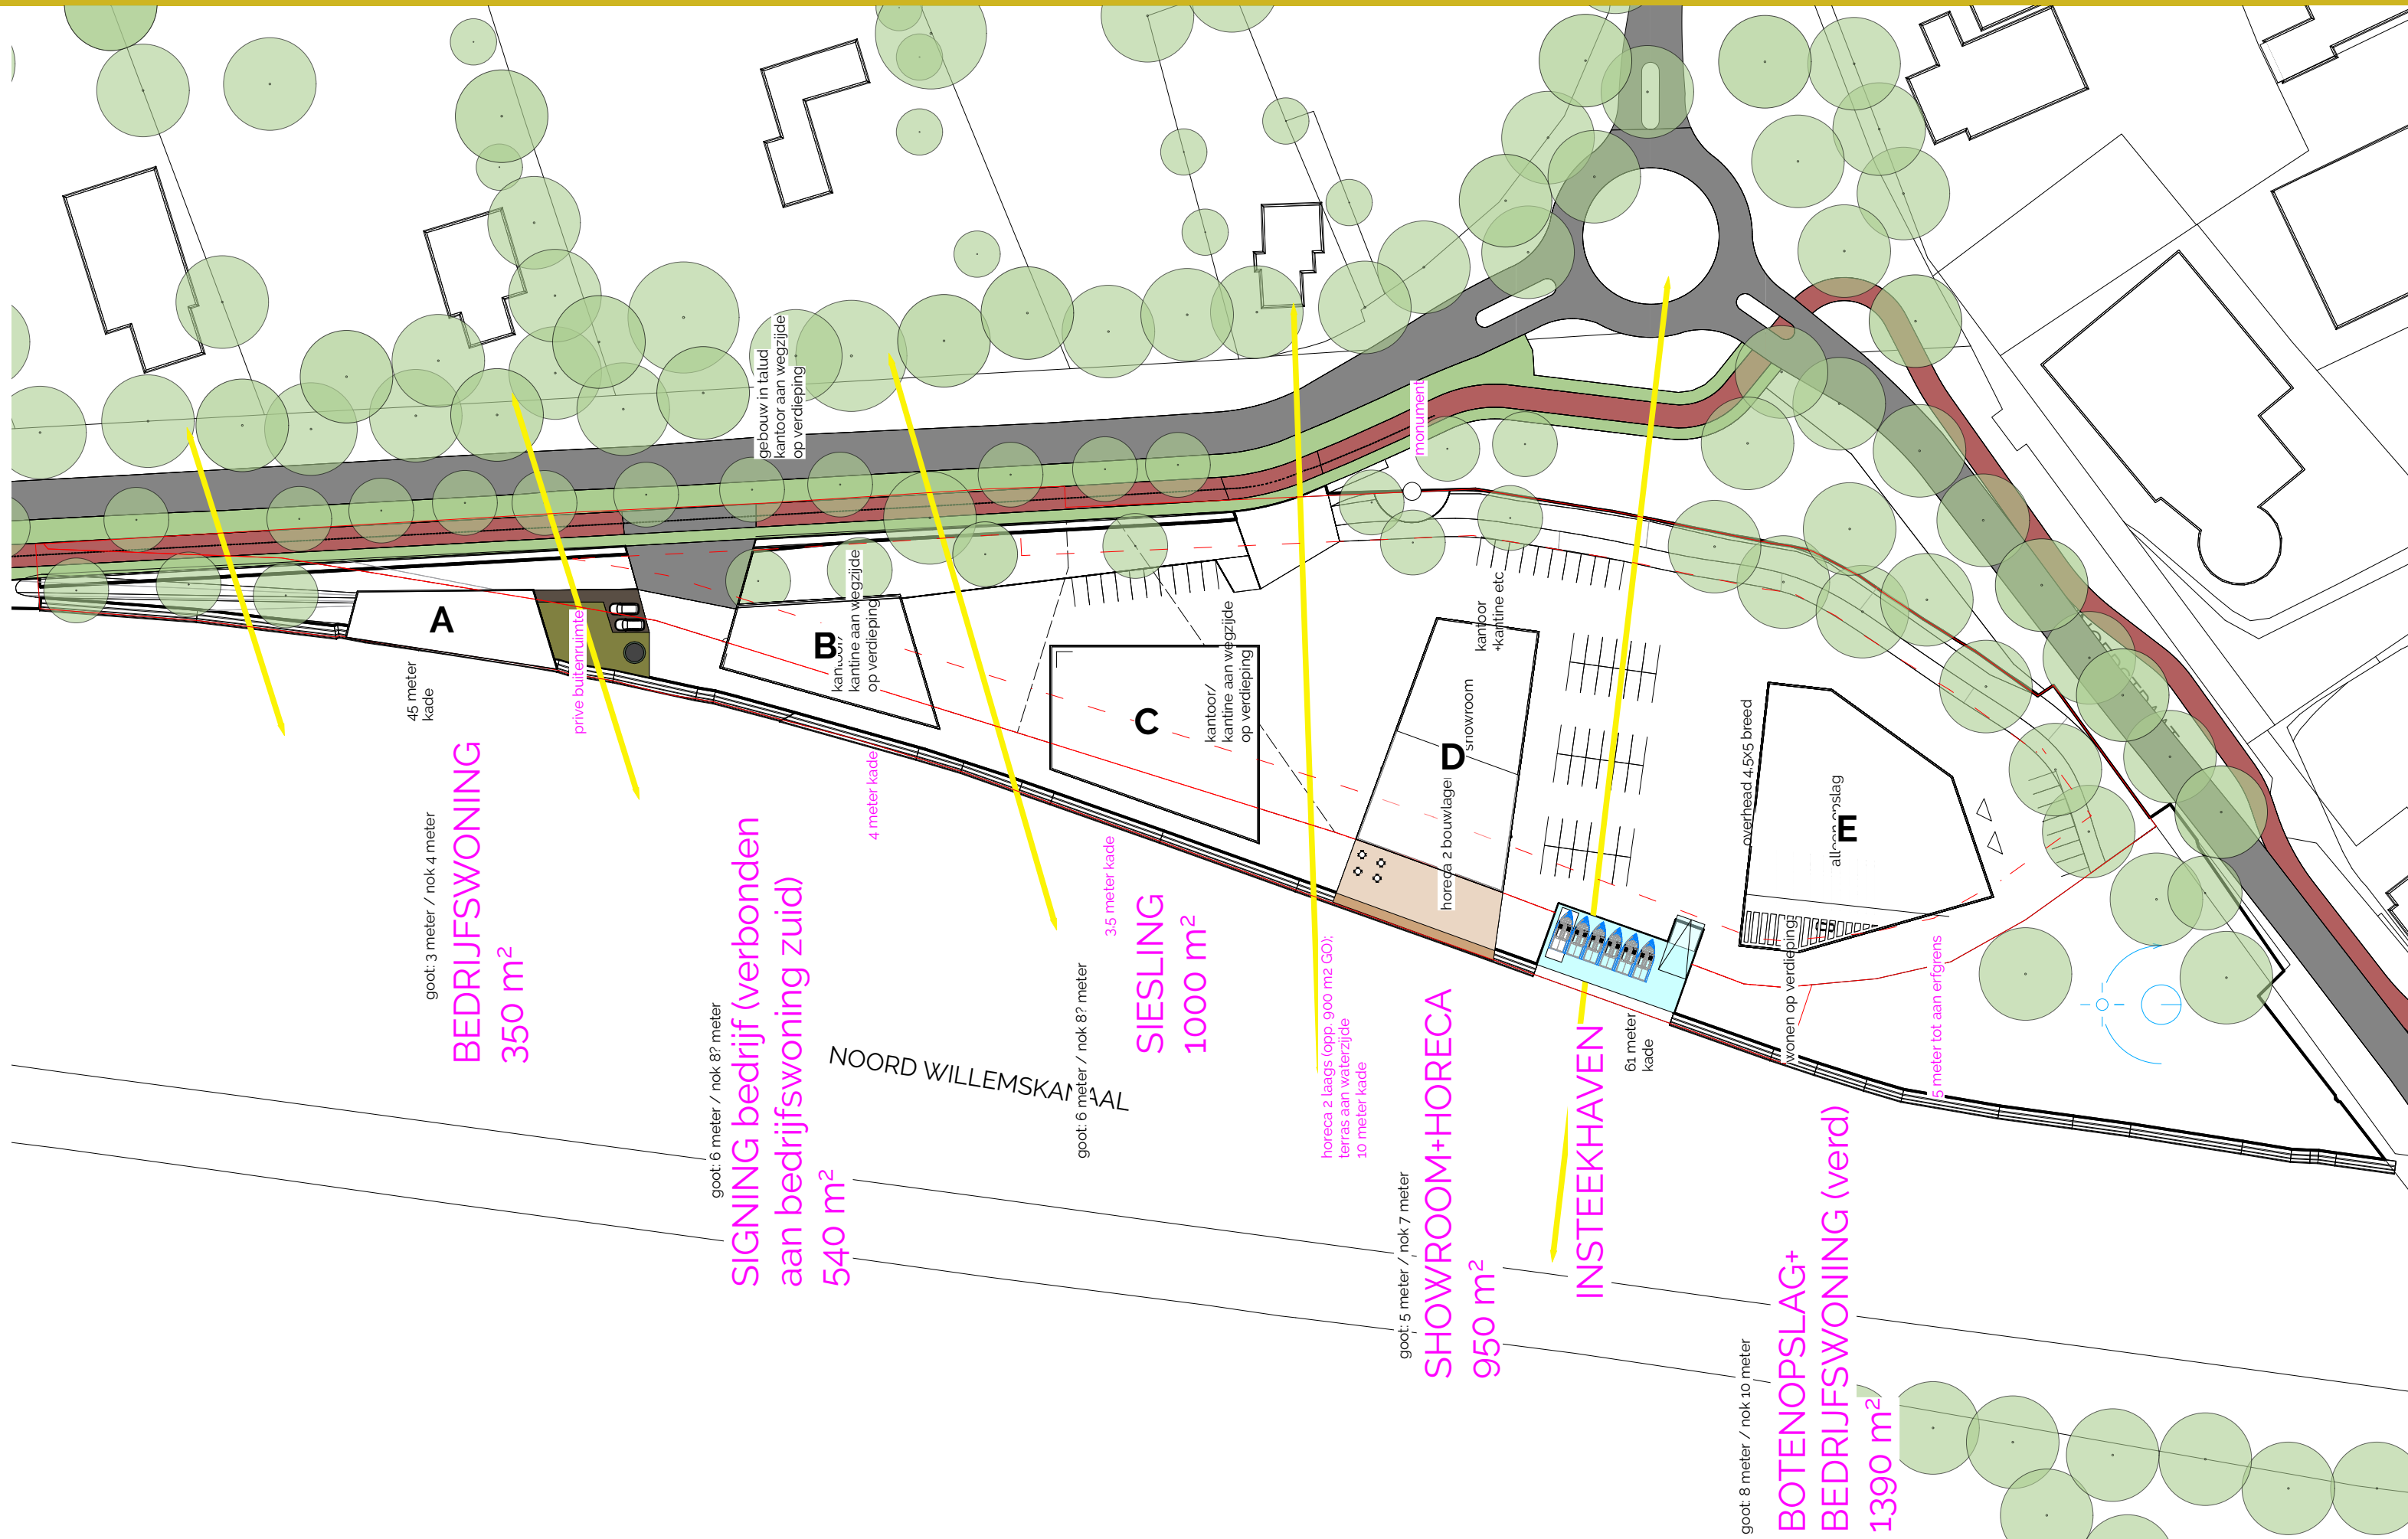 gebouw in talud
kantoor aan wegzijde
op verdieping
monument
A
45 meter
kade
prive buitenruimte
goot: 3 meter / nok 4 meter
BEDRIJFSWONING
350 m²
B
kantoor/
kantine aan wegzijde
op verdieping
4 meter kade
goot: 6 meter / nok 8? meter
SIGNING bedrijf (verbonden
aan bedrijfswoning zuid)
540 m²
NOORD WILLEMSKANAAL
C
kantoor/
kantine aan wegzijde
op verdieping
3.5 meter kade
goot: 6 meter / nok 8? meter
SIESLING
1000 m²
kantoor
+kantine etc
D
showroom
horeca 2 bouwlagen
horeca 2 laags (opp. 900 m2 GO);
terras aan waterzijde
10 meter kade
goot: 5 meter / nok 7 meter
SHOWROOM+HORECA
950 m²
INSTEEKHAVEN
61 meter
kade
E
overhead 4.5x5 breed
alleen opslag
wonen op verdieping
5 meter tot aan erfgrens
goot: 8 meter / nok 10 meter
BOTENOPSLAG+
BEDRIJFSWONING (verd)
1390 m²